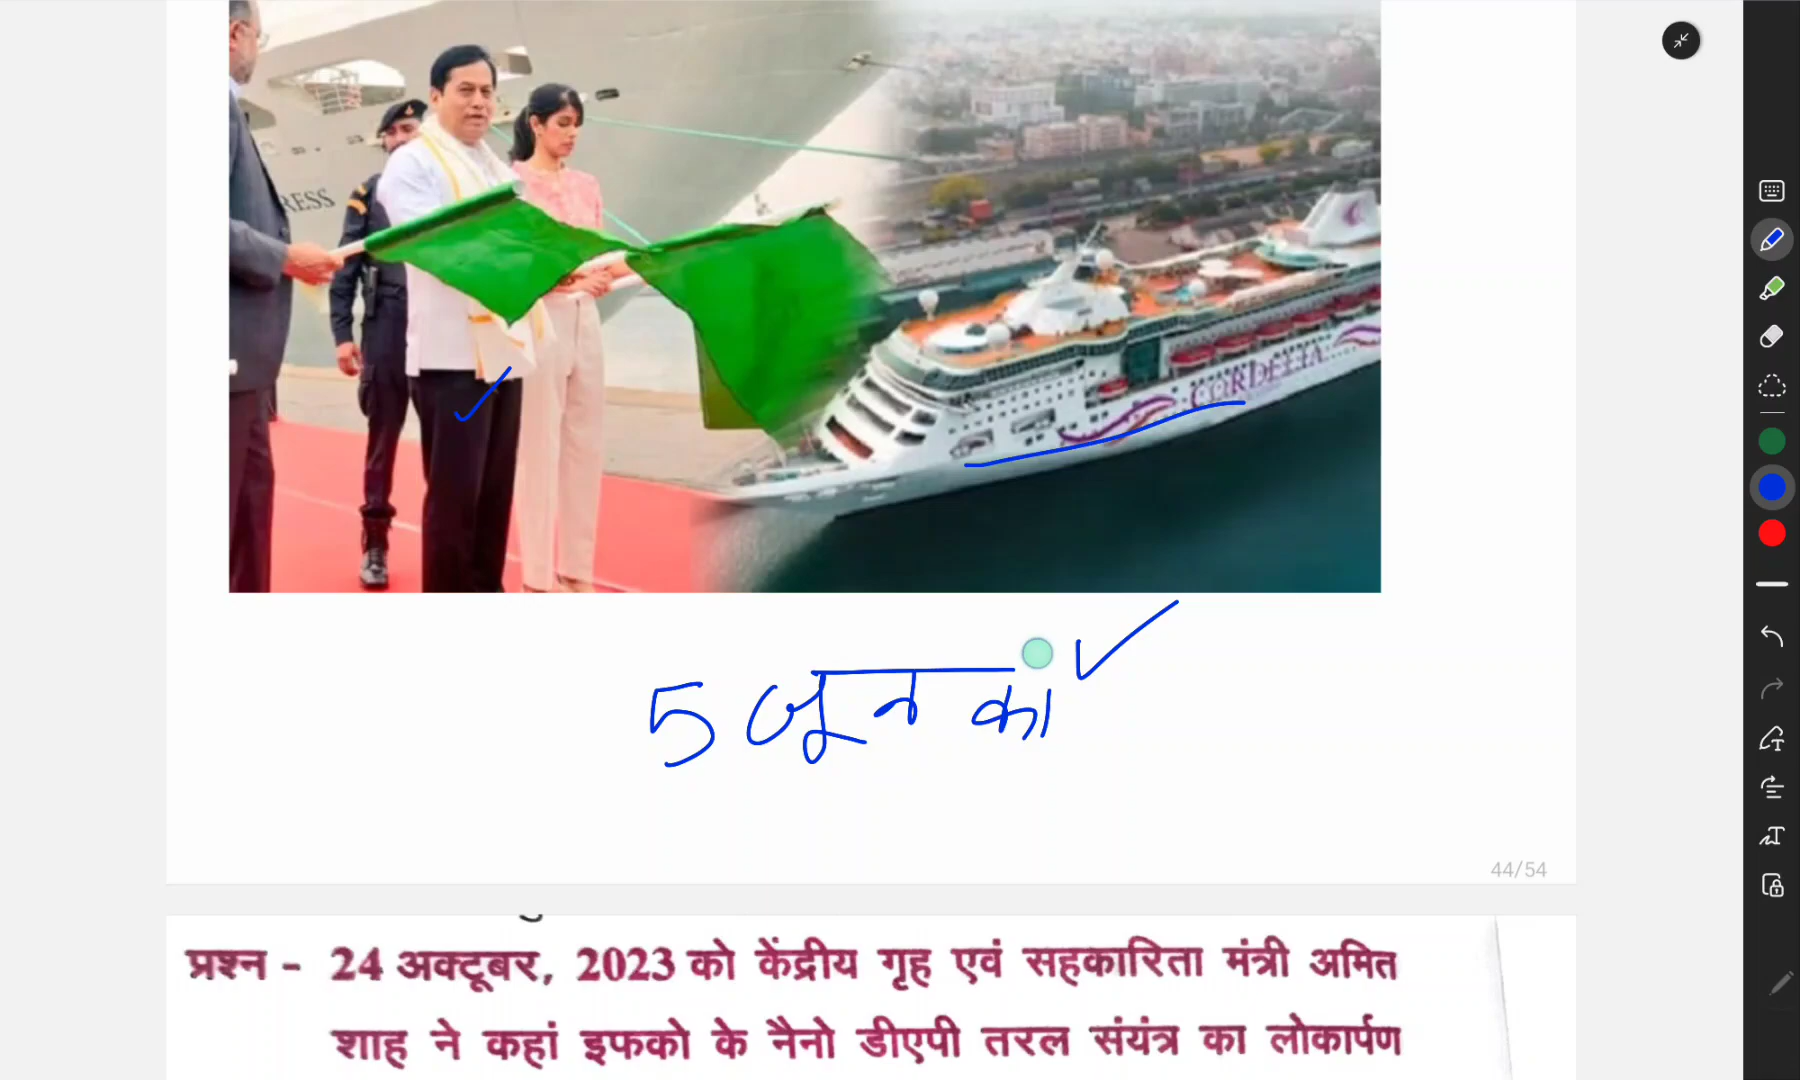 RESS
CORDELIA
5 जून का
44/54
प्रश्न - 24 अक्टूबर, 2023 को केंद्रीय गृह एवं सहकारिता मंत्री अमित
शाह ने कहां इफको के नैनो डीएपी तरल संयंत्र का लोकार्पण